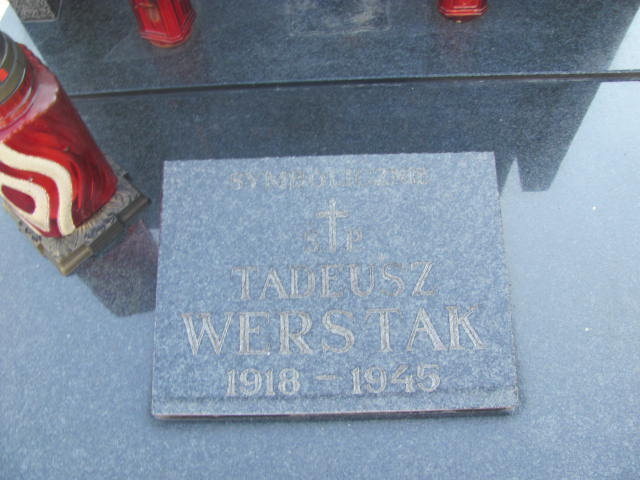 SYMBOLICZNIE
Ś P
TADEUSZ
WERSTAK
1918 - 1945